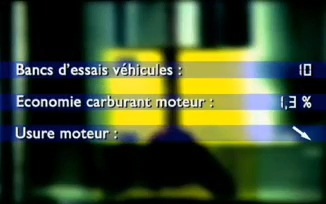 Bancs d'essais véhicules : 10
Economie carburant moteur : 1,3 %
Usure moteur : ↘